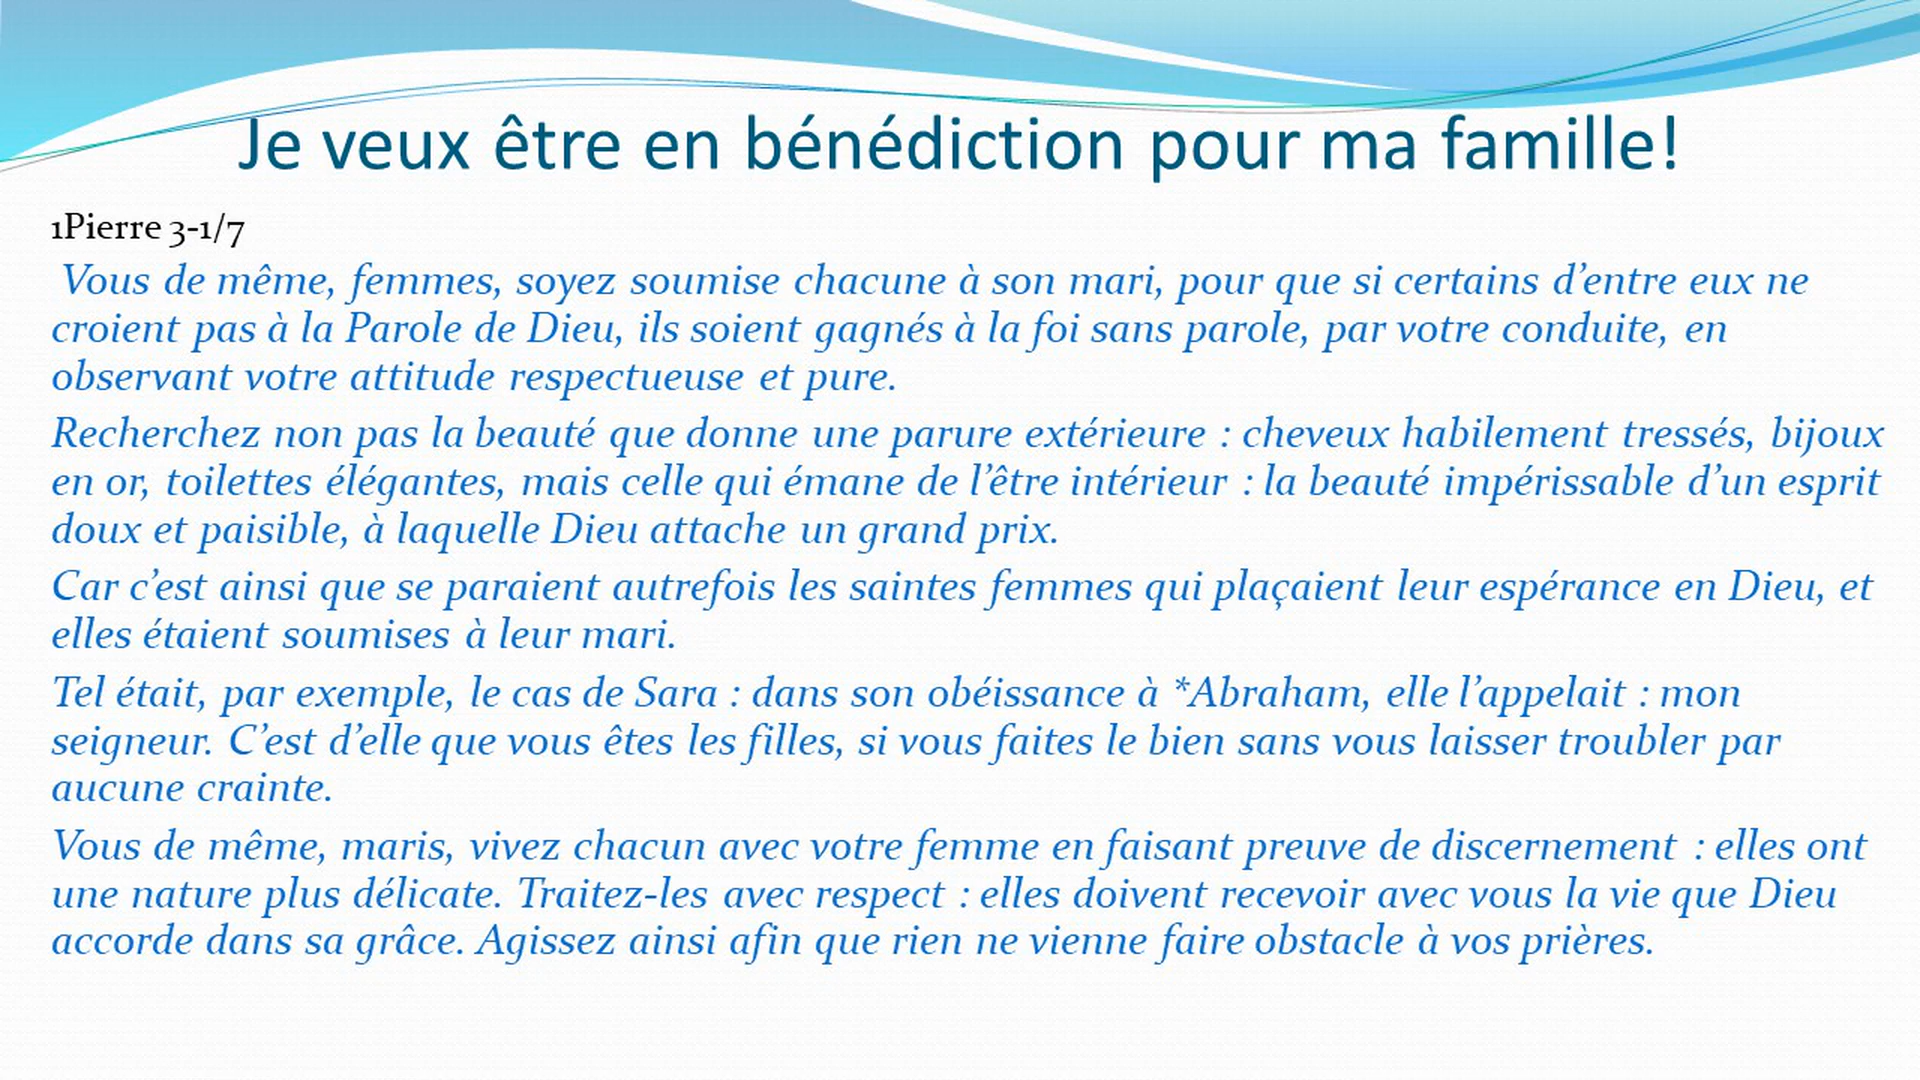 Je veux être en bénédiction pour ma famille!
1Pierre 3-1/7
Vous de même, femmes, soyez soumise chacune à son mari, pour que si certains d’entre eux ne
croient pas à la Parole de Dieu, ils soient gagnés à la foi sans parole, par votre conduite, en
observant votre attitude respectueuse et pure.
Recherchez non pas la beauté que donne une parure extérieure : cheveux habilement tressés, bijoux
en or, toilettes élégantes, mais celle qui émane de l’être intérieur : la beauté impérissable d’un esprit
doux et paisible, à laquelle Dieu attache un grand prix.
Car c’est ainsi que se paraient autrefois les saintes femmes qui plaçaient leur espérance en Dieu, et
elles étaient soumises à leur mari.
Tel était, par exemple, le cas de Sara : dans son obéissance à *Abraham, elle l’appelait : mon
seigneur. C’est d’elle que vous êtes les filles, si vous faites le bien sans vous laisser troubler par
aucune crainte.
Vous de même, maris, vivez chacun avec votre femme en faisant preuve de discernement : elles ont
une nature plus délicate. Traitez-les avec respect : elles doivent recevoir avec vous la vie que Dieu
accorde dans sa grâce. Agissez ainsi afin que rien ne vienne faire obstacle à vos prières.